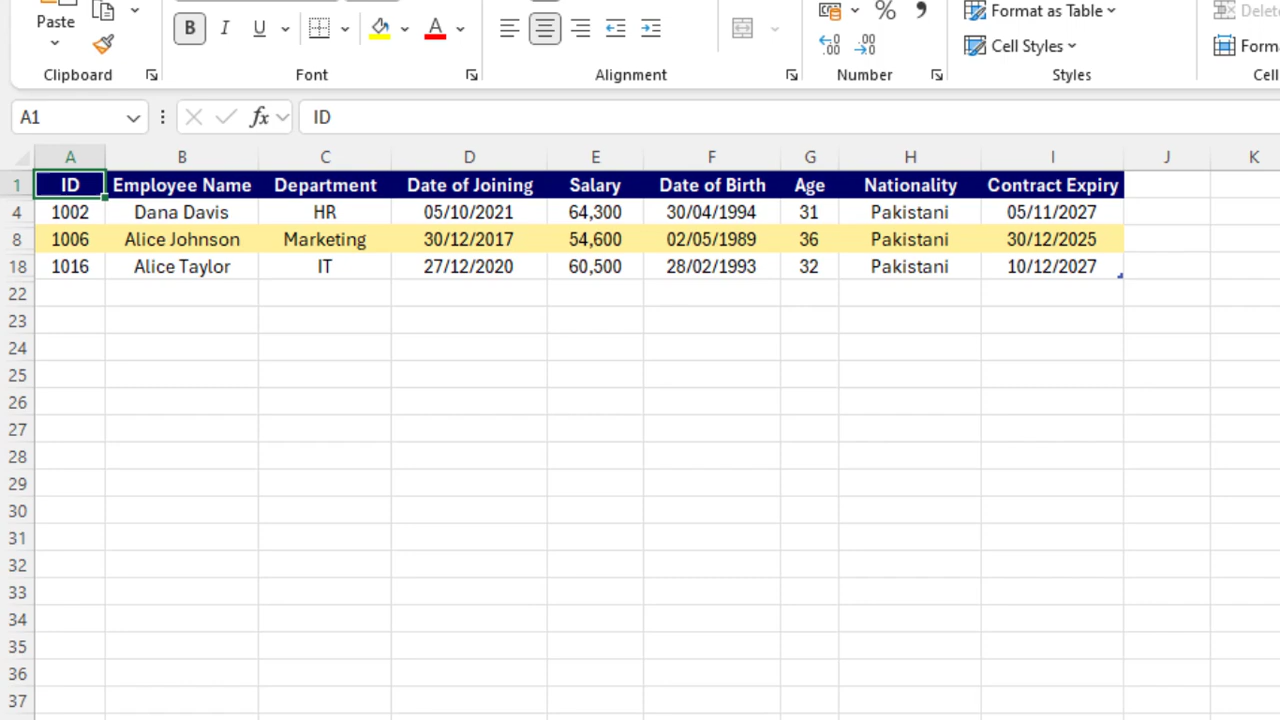 Paste
B I U A
% 9 Format as Table Delet
.00 .00 Cell Styles Form
Clipboard Font Alignment Number Styles Cel
A1 fx ID
A B C D E F G H I J K
1 ID Employee Name Department Date of Joining Salary Date of Birth Age Nationality Contract Expiry
4 1002 Dana Davis HR 05/10/2021 64,300 30/04/1994 31 Pakistani 05/11/2027
8 1006 Alice Johnson Marketing 30/12/2017 54,600 02/05/1989 36 Pakistani 30/12/2025
18 1016 Alice Taylor IT 27/12/2020 60,500 28/02/1993 32 Pakistani 10/12/2027
22
23
24
25
26
27
28
29
30
31
32
33
34
35
36
37